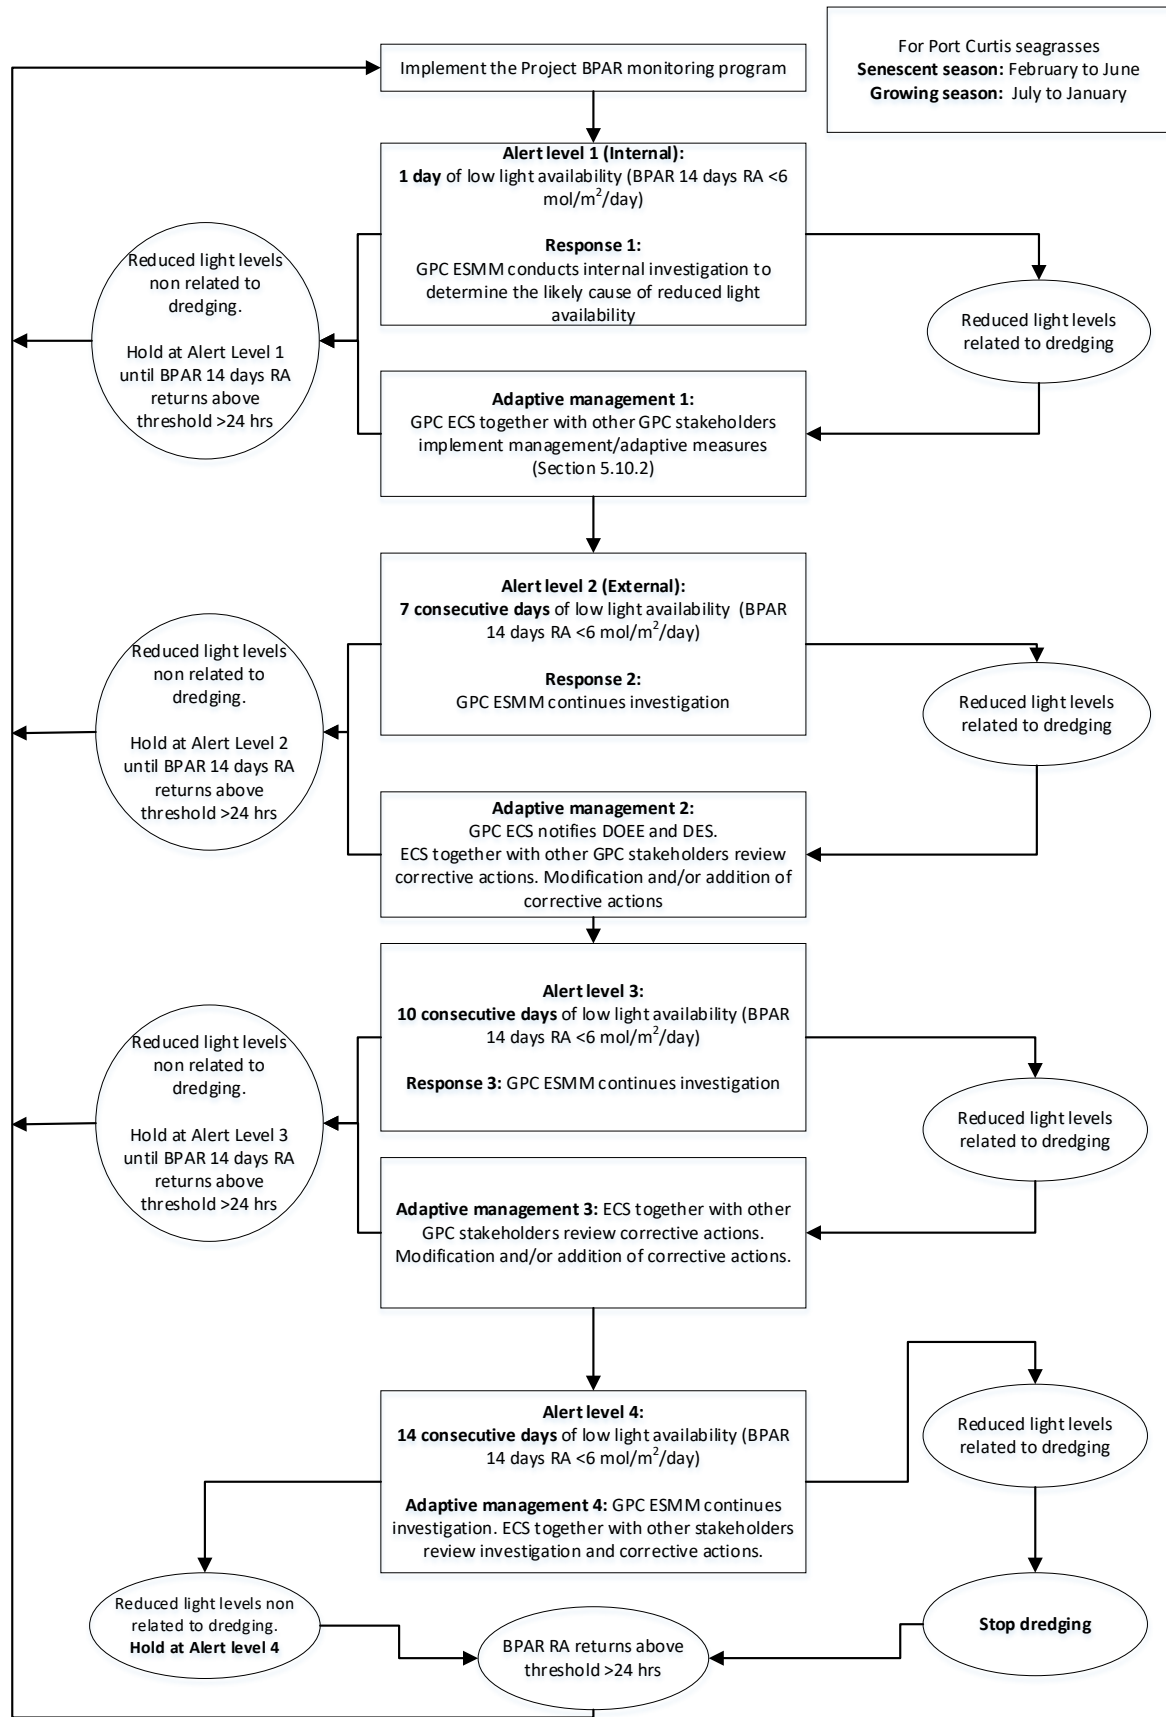 For Port Curtis seagrasses
Senescent season: February to June
Growing season: July to January
Implement the Project BPAR monitoring program
Alert level 1 (Internal):
1 day of low light availability (BPAR 14 days RA <6
mol/m²/day)
Response 1:
GPC ESMM conducts internal investigation to
determine the likely cause of reduced light
availability
Reduced light levels
non related to
dredging.
Hold at Alert Level 1
until BPAR 14 days RA
returns above
threshold >24 hrs
Reduced light levels
related to dredging
Adaptive management 1:
GPC ECS together with other GPC stakeholders
implement management/adaptive measures
(Section 5.10.2)
Alert level 2 (External):
7 consecutive days of low light availability (BPAR
14 days RA <6 mol/m²/day)
Response 2:
GPC ESMM continues investigation
Reduced light levels
non related to
dredging.
Hold at Alert Level 2
until BPAR 14 days RA
returns above
threshold >24 hrs
Reduced light levels
related to dredging
Adaptive management 2:
GPC ECS notifies DOEE and DES.
ECS together with other GPC stakeholders review
corrective actions. Modification and/or addition of
corrective actions
Alert level 3:
10 consecutive days of low light availability (BPAR
14 days RA <6 mol/m²/day)
Response 3: GPC ESMM continues investigation
Reduced light levels
non related to
dredging.
Hold at Alert Level 3
until BPAR 14 days RA
returns above
threshold >24 hrs
Reduced light levels
related to dredging
Adaptive management 3: ECS together with other
GPC stakeholders review corrective actions.
Modification and/or addition of corrective actions.
Alert level 4:
14 consecutive days of low light availability (BPAR
14 days RA <6 mol/m²/day)
Adaptive management 4: GPC ESMM continues
investigation. ECS together with other stakeholders
review investigation and corrective actions.
Reduced light levels
related to dredging
Reduced light levels non
related to dredging.
Hold at Alert level 4
BPAR RA returns above
threshold >24 hrs
Stop dredging